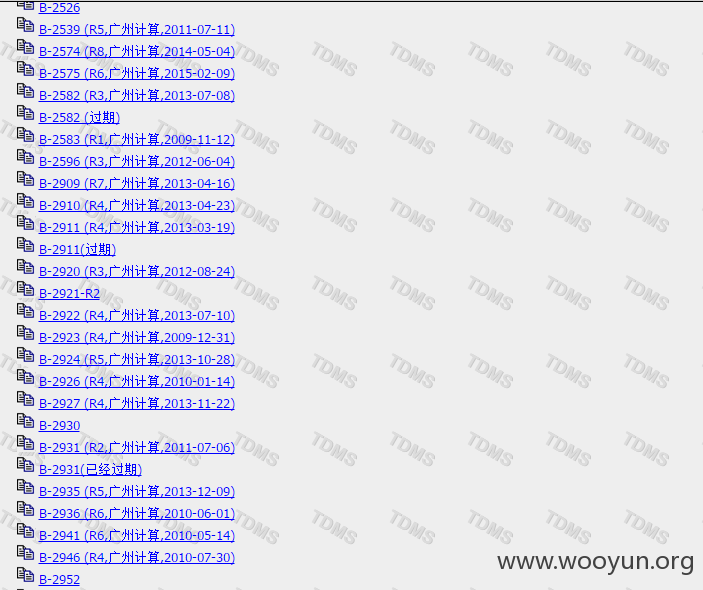 B-2526
B-2539 (R5,广州计算,2011-07-11)
B-2574 (R8,广州计算,2014-05-04)
B-2575 (R6,广州计算,2015-02-09)
B-2582 (R3,广州计算,2013-07-08)
B-2582 (过期)
B-2583 (R1,广州计算,2009-11-12)
B-2596 (R3,广州计算,2012-06-04)
B-2909 (R7,广州计算,2013-04-16)
B-2910 (R4,广州计算,2013-04-23)
B-2911 (R4,广州计算,2013-03-19)
B-2911(过期)
B-2920 (R3,广州计算,2012-08-24)
B-2921-R2
B-2922 (R4,广州计算,2013-07-10)
B-2923 (R4,广州计算,2009-12-31)
B-2924 (R5,广州计算,2013-10-28)
B-2926 (R4,广州计算,2010-01-14)
B-2927 (R4,广州计算,2013-11-22)
B-2930
B-2931 (R2,广州计算,2011-07-06)
B-2931(已经过期)
B-2935 (R5,广州计算,2013-12-09)
B-2936 (R6,广州计算,2010-06-01)
B-2941 (R6,广州计算,2010-05-14)
B-2946 (R4,广州计算,2010-07-30)
B-2952
TDMS
www.wooyun.org